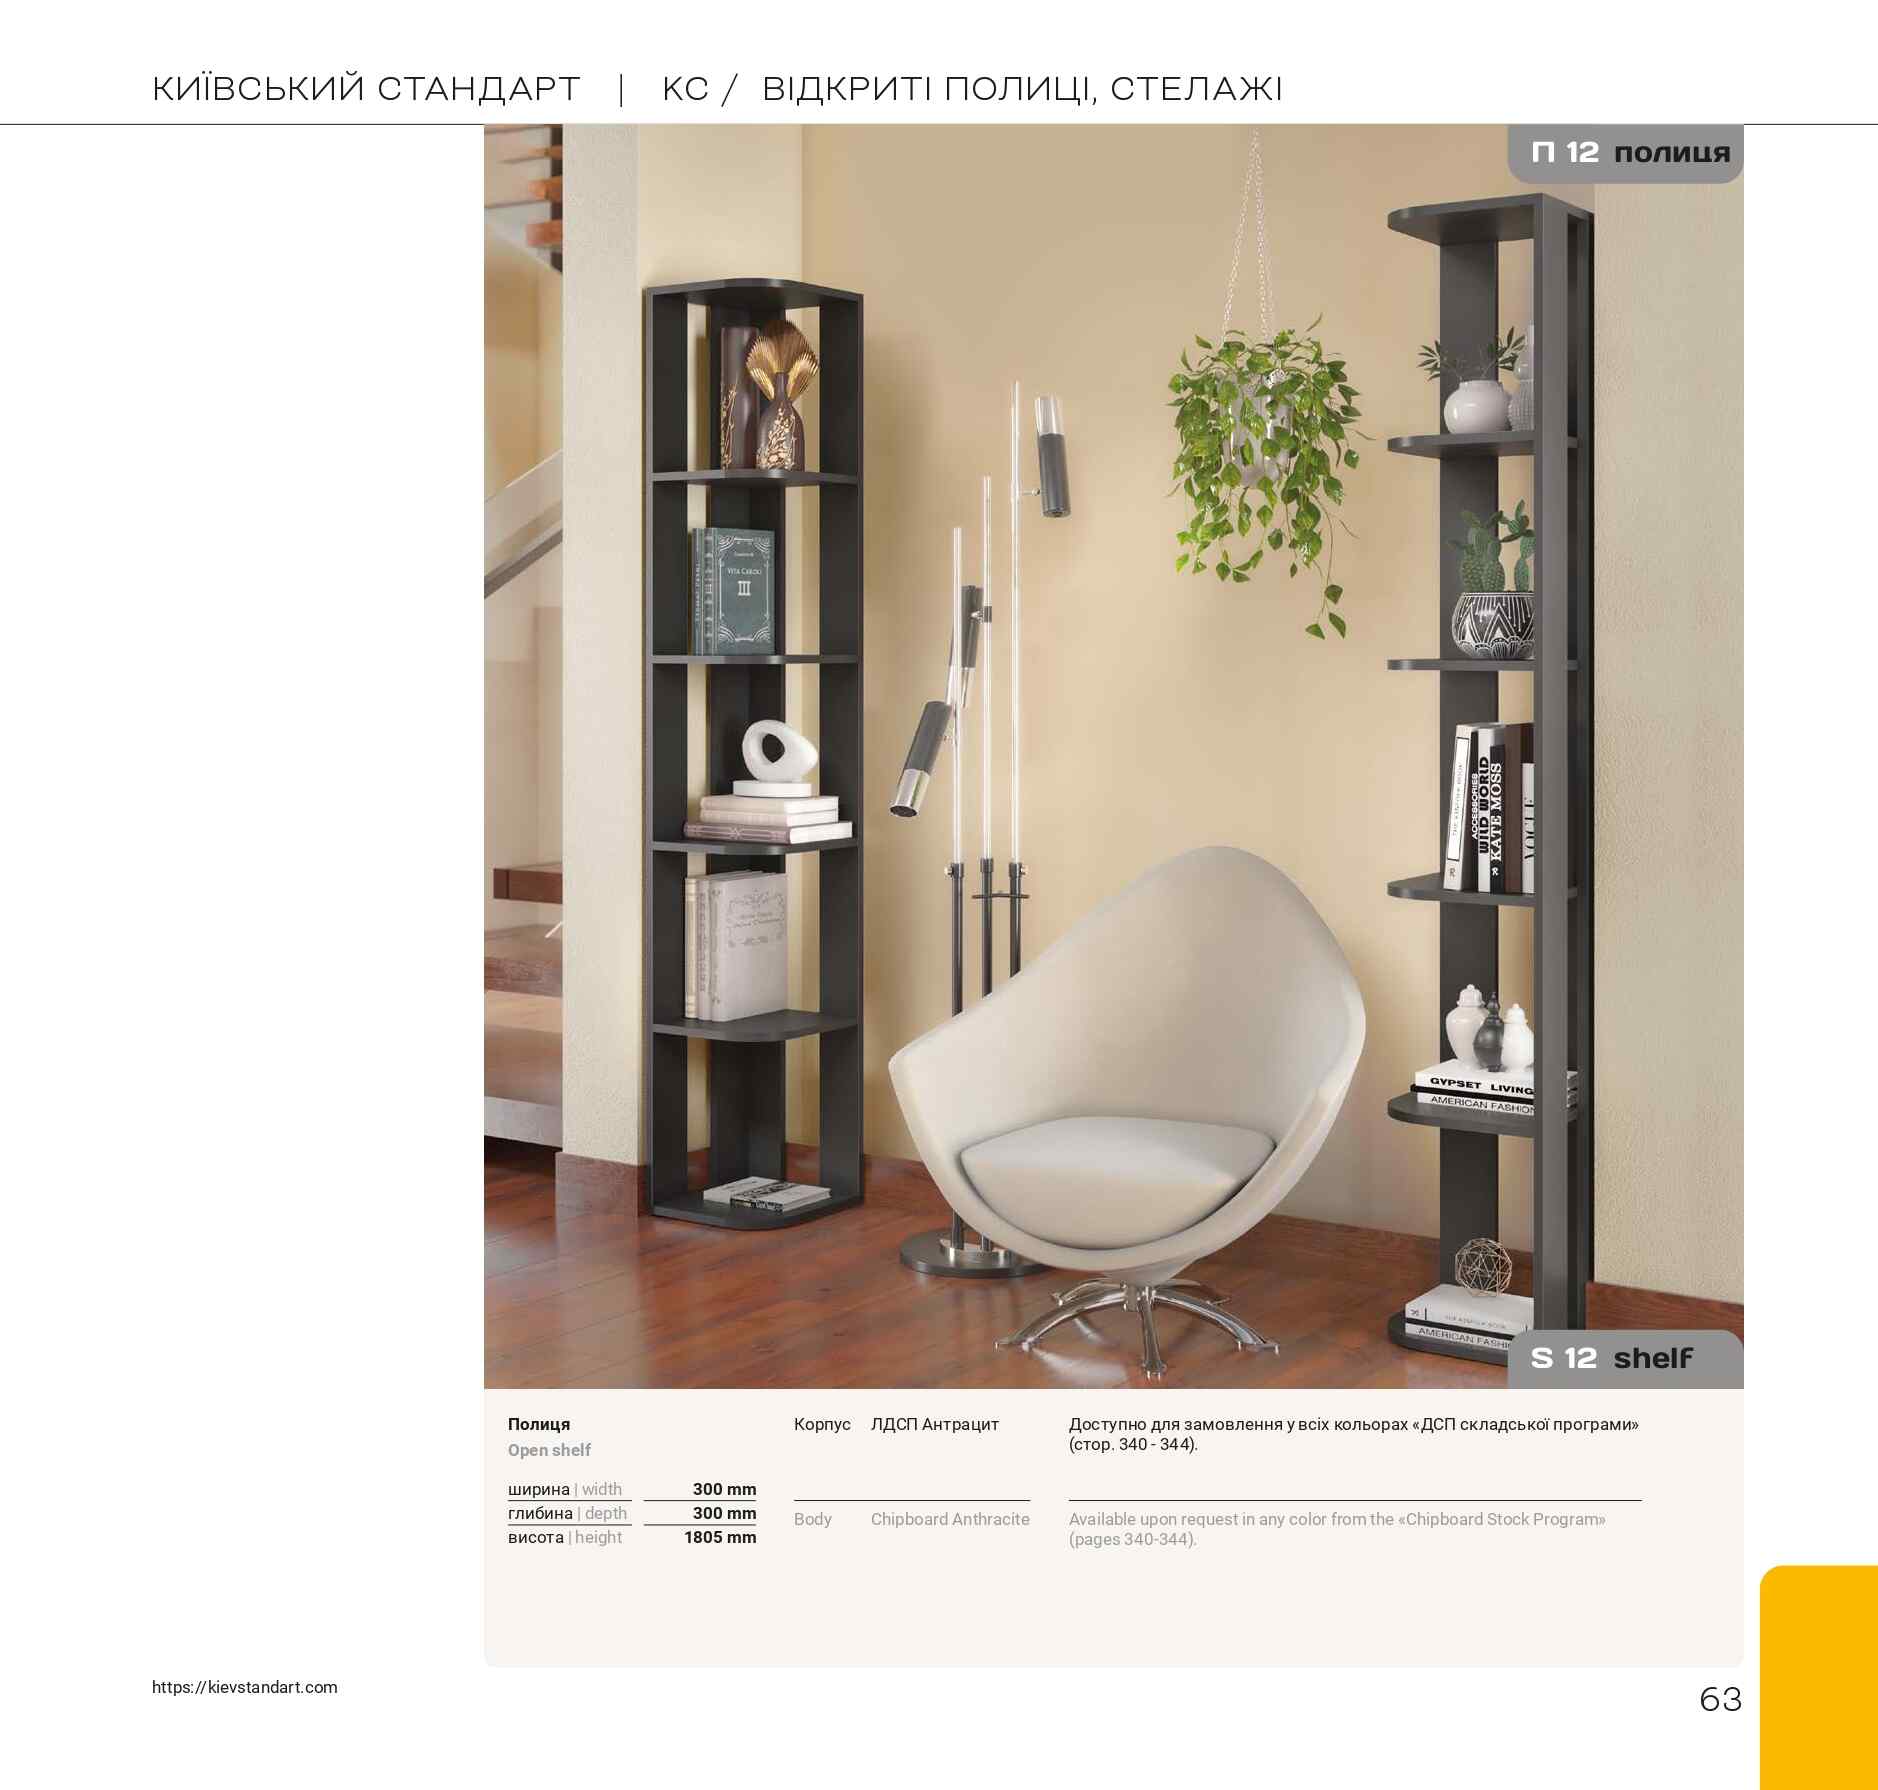 КИЇВСЬКИЙ СТАНДАРТ | КС / ВІДКРИТІ ПОЛИЦІ, СТЕЛАЖІ
П 12 полиця
VITA CAROLI
III
ACCESSORIES
WILD WORLD
KATE MOSS
VOGUE
GYPSET LIVING
AMERICAN FASHION
AMERICAN FASHI
S 12 shelf
Полиця
Open shelf
ширина | width 300 mm
глибина | depth 300 mm
висота | height 1805 mm
Корпус ЛДСП Антрацит
Body Chipboard Anthracite
Доступно для замовлення у всіх кольорах «ДСП складської програми»
(стор. 340 - 344).
Available upon request in any color from the «Chipboard Stock Program»
(pages 340-344).
https://kievstandart.com
63